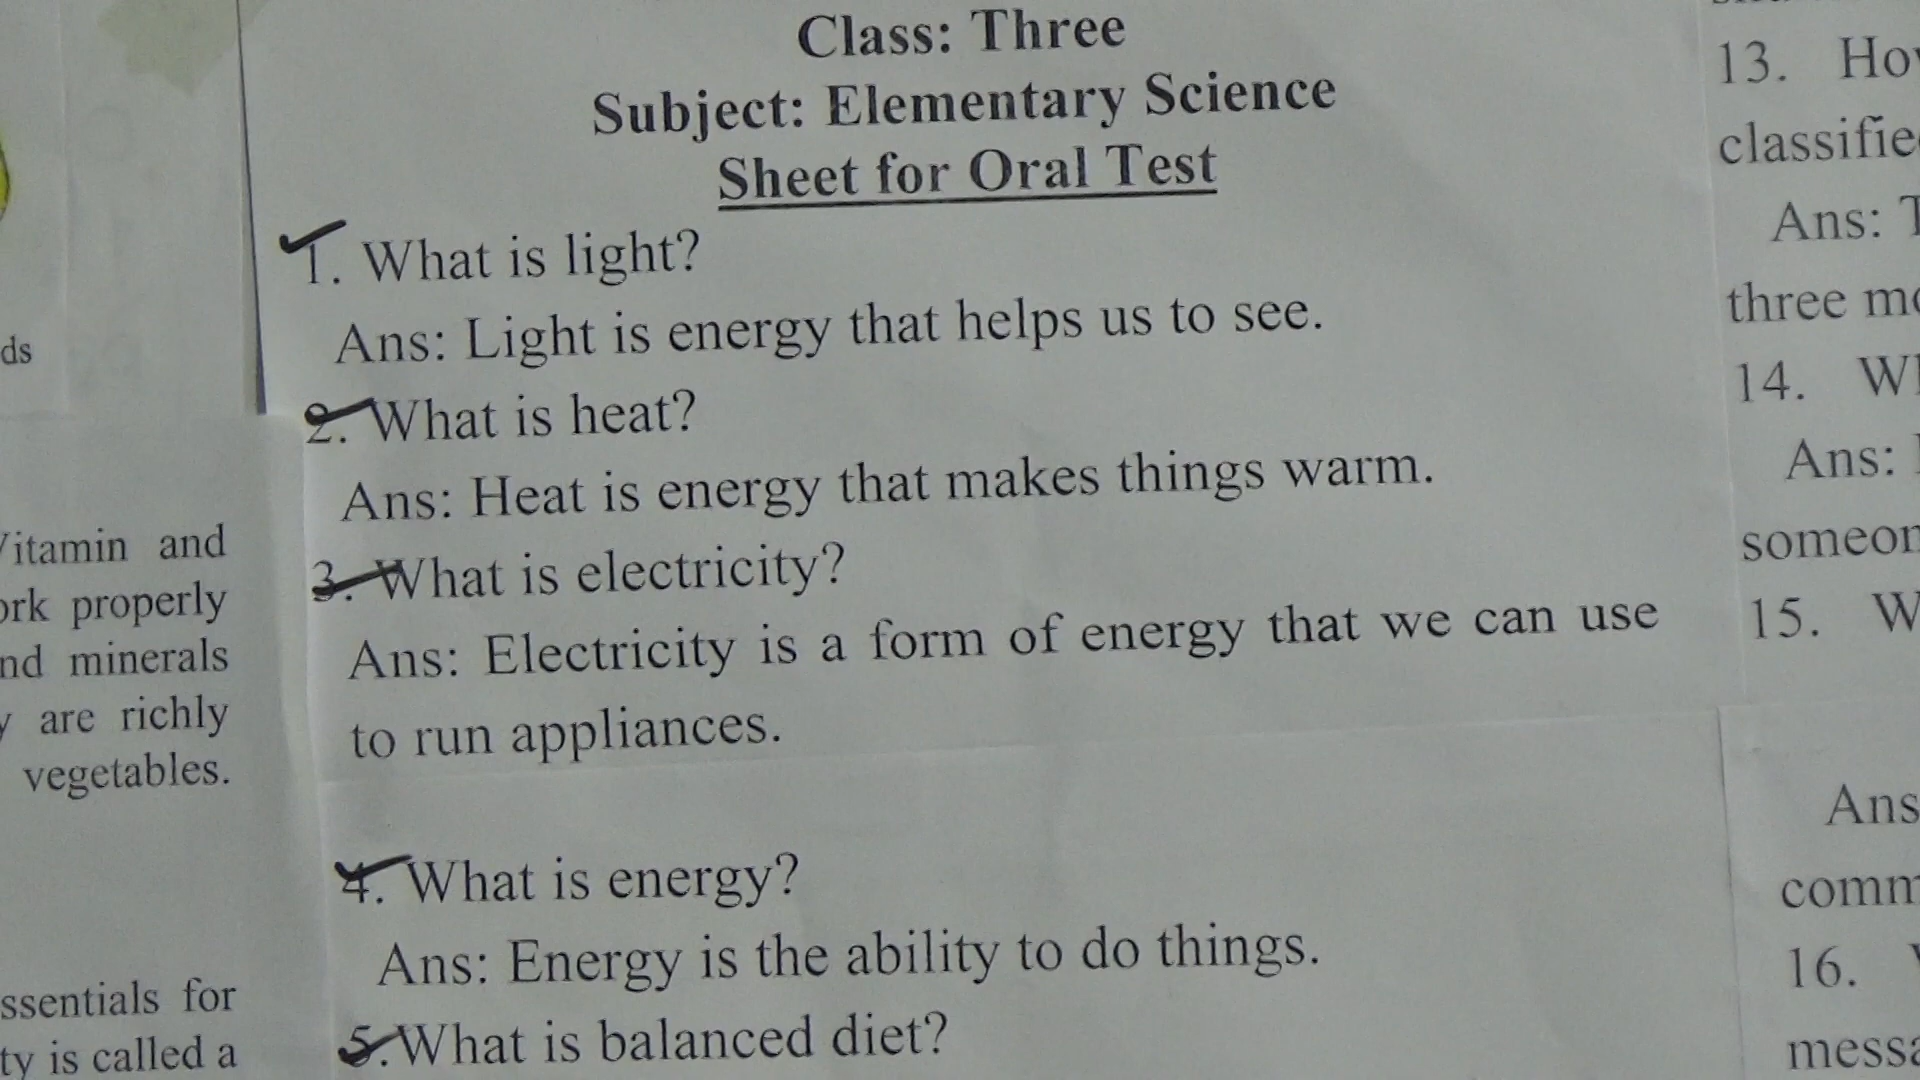 Class: Three
Subject: Elementary Science
Sheet for Oral Test
1. What is light?
Ans: Light is energy that helps us to see.
2. What is heat?
Ans: Heat is energy that makes things warm.
3. What is electricity?
Ans: Electricity is a form of energy that we can use
to run appliances.
4. What is energy?
Ans: Energy is the ability to do things.
5. What is balanced diet?
ds
and
properly
minerals
are richly
vegetables.
for
is called a
13.
Ans:
three
14.
Ans:
15.
Ans
16.